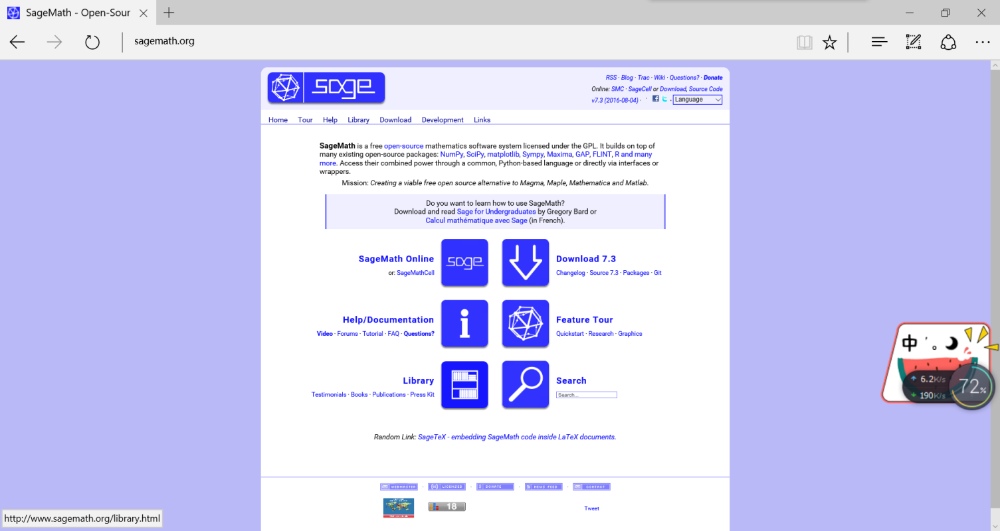 SageMath - Open-Sour
sagemath.org
sage
RSS · Blog · Trac · Wiki · Questions? · Donate
Online: SMC · SageCell or Download, Source Code
v7.3 (2016-08-04) · · · Language
Home Tour Help Library Download Development Links
SageMath is a free open-source mathematics software system licensed under the GPL. It builds on top of
many existing open-source packages: NumPy, SciPy, matplotlib, Sympy, Maxima, GAP, FLINT, R and many
more. Access their combined power through a common, Python-based language or directly via interfaces or
wrappers.
Mission: Creating a viable free open source alternative to Magma, Maple, Mathematica and Matlab.
Do you want to learn how to use SageMath?
Download and read Sage for Undergraduates by Gregory Bard or
Calcul mathématique avec Sage (in French).
SageMath Online
or: SageMathCell
sage
Download 7.3
Changelog · Source 7.3 · Packages · Git
Help/Documentation
Video · Forums · Tutorial · FAQ · Questions?
i
Feature Tour
Quickstart · Research · Graphics
Library
Testimonials · Books · Publications · Press Kit
Search
Search...
中 ' 。
6.2K/s
190K/s
72%
Random Link: SageTeX - embedding SageMath code inside LaTeX documents.
WEBMASTER · (cc) LICENSED · $ DONATE · NEWS FEED · CONTACT
18
Tweet
http://www.sagemath.org/library.html